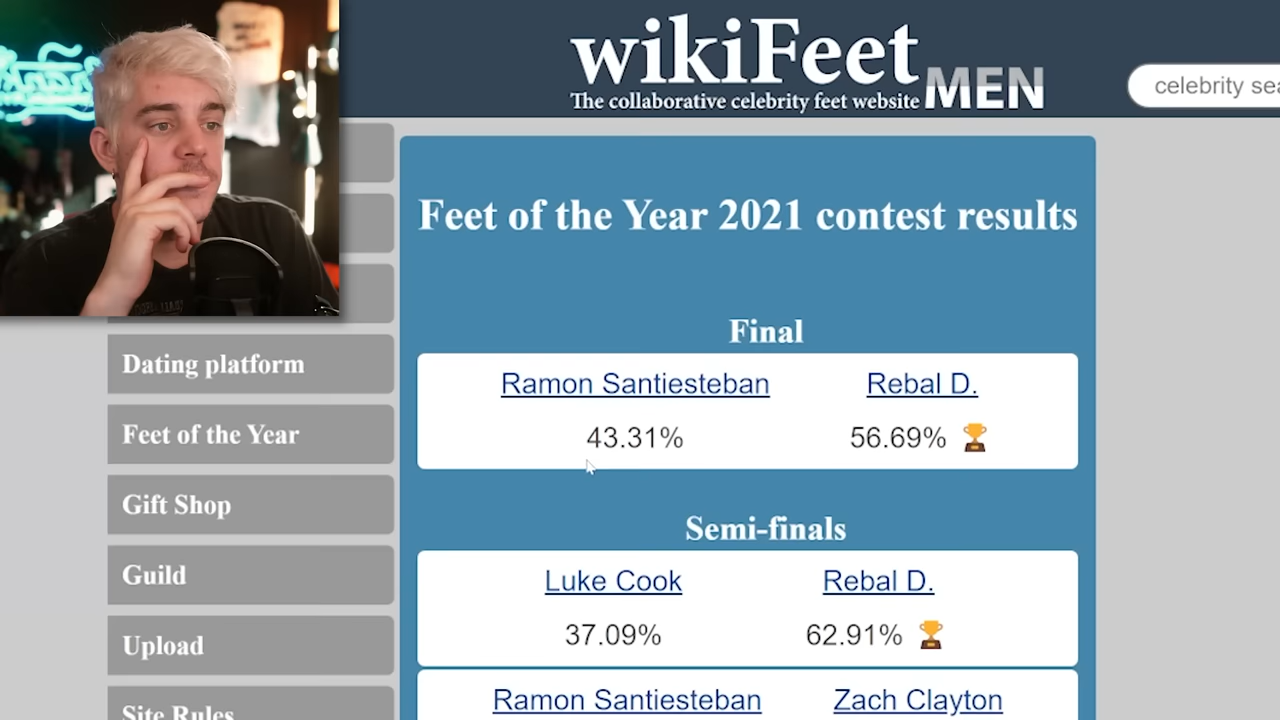 wikiFeet
The collaborative celebrity feet website MEN
celebrity sea
Feet of the Year 2021 contest results
Final
Ramon Santiesteban Rebal D.
43.31% 56.69%
Semi-finals
Luke Cook Rebal D.
37.09% 62.91%
Ramon Santiesteban Zach Clayton
Dating platform
Feet of the Year
Gift Shop
Guild
Upload
Site Rules